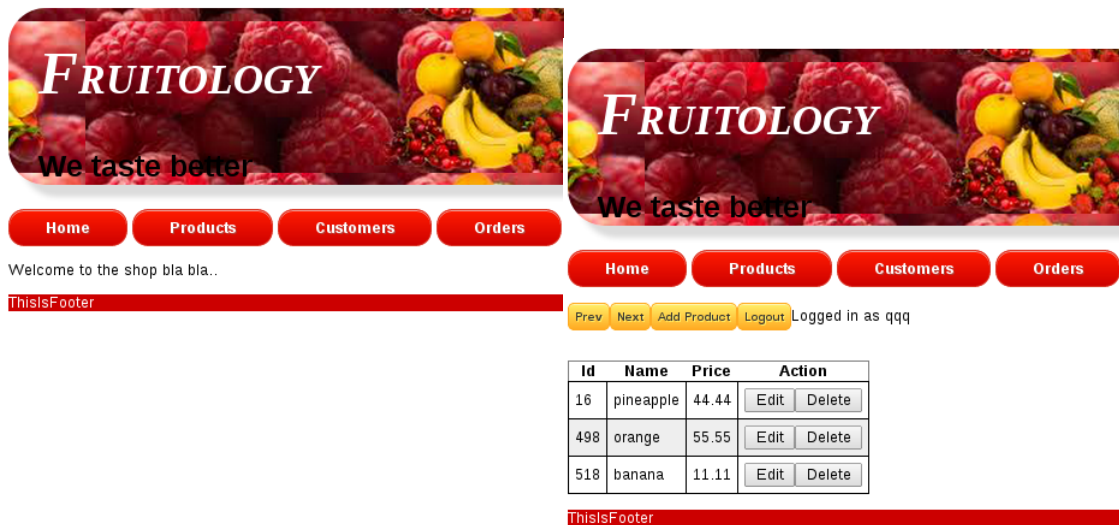 FRUITOLOGY
We taste better
Home Products Customers Orders
Welcome to the shop bla bla..
ThisIsFooter
FRUITOLOGY
We taste better
Home Products Customers Orders
Prev Next Add Product Logout Logged in as qqq
Id Name Price Action
16 pineapple 44.44 Edit Delete
498 orange 55.55 Edit Delete
518 banana 11.11 Edit Delete
ThisIsFooter